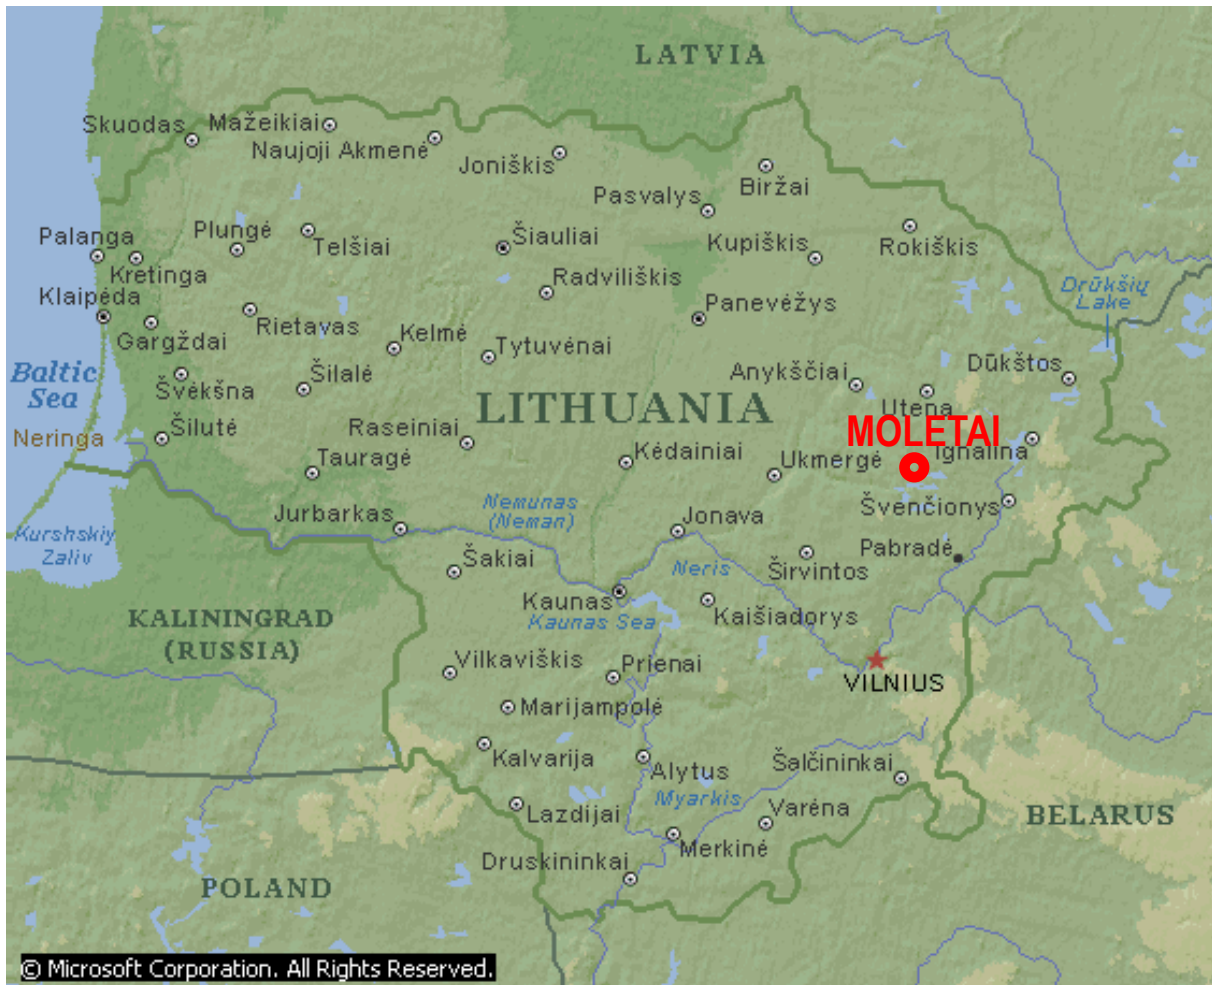 LATVIA
Skuodas
Mažeikiai
Naujoji Akmenė
Joniškis
Biržai
Pasvalys
Palanga
Plungė
Telšiai
Šiauliai
Kupiškis
Rokiškis
Kretinga
Radviliškis
Drūkšių
Lake
Klaipėda
Panevėžys
Gargždai
Rietavas
Kelmė
Tytuvėnai
Baltic
Sea
Švėkšna
Šilalė
Anykščiai
Dūkštos
LITHUANIA
Utena
Neringa
Šilutė
Raseiniai
MOLETAI
Tauragė
Kėdainiai
Ukmergė
Ignalina
Nemunas
(Neman)
Jurbarkas
Jonava
Švenčionys
Kurshskiy
Zaliv
Šakiai
Neris
Širvintos
Pabradė
Kaunas
Kaunas Sea
Kaišiadorys
KALININGRAD
(RUSSIA)
Vilkaviškis
Prienai
VILNIUS
Marijampolė
Kalvarija
Alytus
Šalčininkai
Myarkis
Lazdijai
Varėna
BELARUS
Merkinė
Druskininkai
POLAND
© Microsoft Corporation. All Rights Reserved.